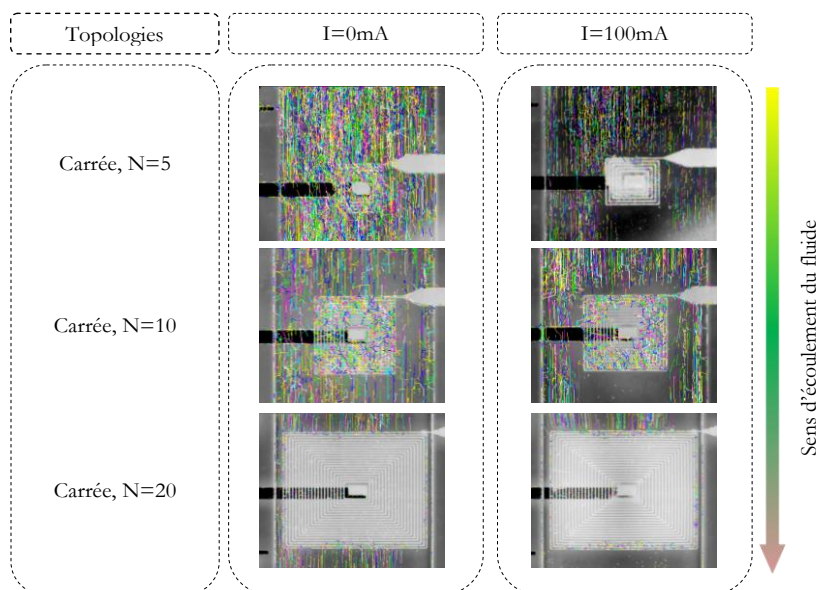 Topologies
I=0mA
I=100mA
Carrée, N=5
Carrée, N=10
Carrée, N=20
Sens d'écoulement du fluide